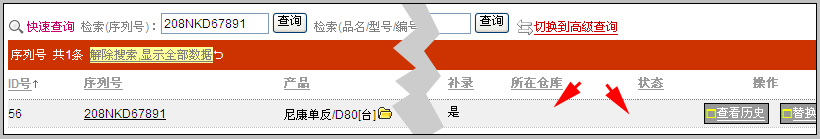 快速查询 检索(序列号): 208NKD67891 查询 检索(品名/型号/编号 查询 切换到高级查询
序列号 共1条 解除搜索,显示全部数据
ID号↑ 序列号 产品 补录 所在仓库 状态 操作
56 208NKD67891 尼康单反/D80[台] 是 查看历史 替换